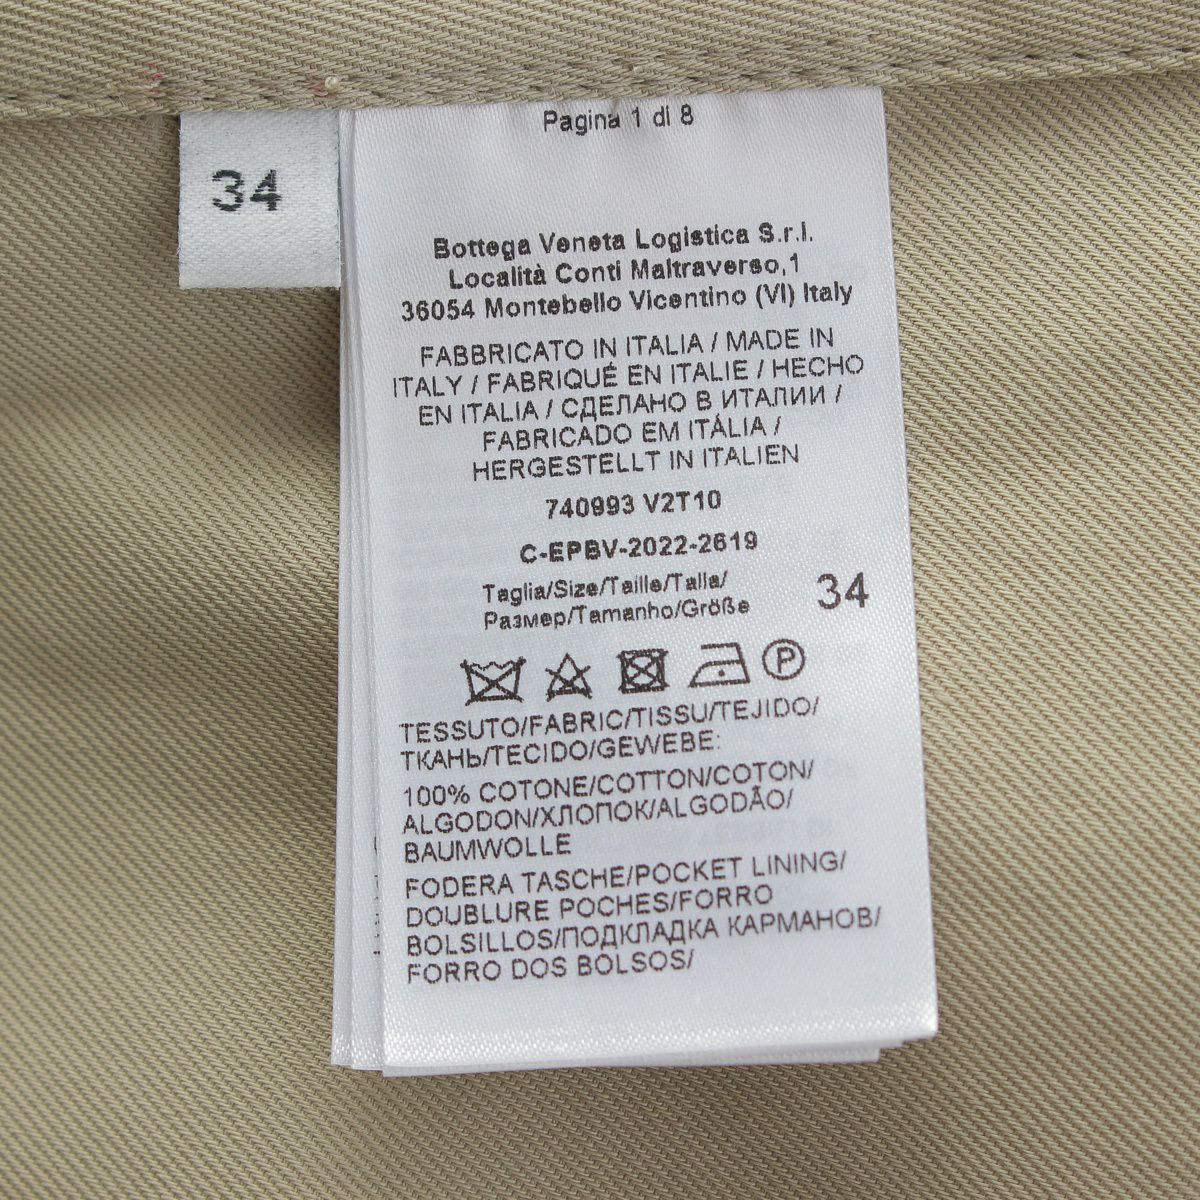 34
Pagina 1 di 8
Bottega Veneta Logistica S.r.l.
Località Conti Maltraverso,1
36054 Montebello Vicentino (VI) Italy
FABBRICATO IN ITALIA / MADE IN
ITALY / FABRIQUÉ EN ITALIE / HECHO
EN ITALIA / СДЕЛАНО В ИТАЛИИ /
FABRICADO EM ITÁLIA /
HERGESTELLT IN ITALIEN
740993 V2T10
C-EPBV-2022-2619
Taglia/Size/Taille/Talla/
Размер/Tamanho/Größe 34
P
TESSUTO/FABRIC/TISSU/TEJIDO/
ТКАНЬ/TECIDO/GEWEBE:
100% COTONE/COTTON/COTON/
ALGODON/ХЛОПОК/ALGODÃO/
BAUMWOLLE
FODERA TASCHE/POCKET LINING/
DOUBLURE POCHES/FORRO
BOLSILLOS/ПОДКЛАДКА КАРМАНОВ/
FORRO DOS BOLSOS/